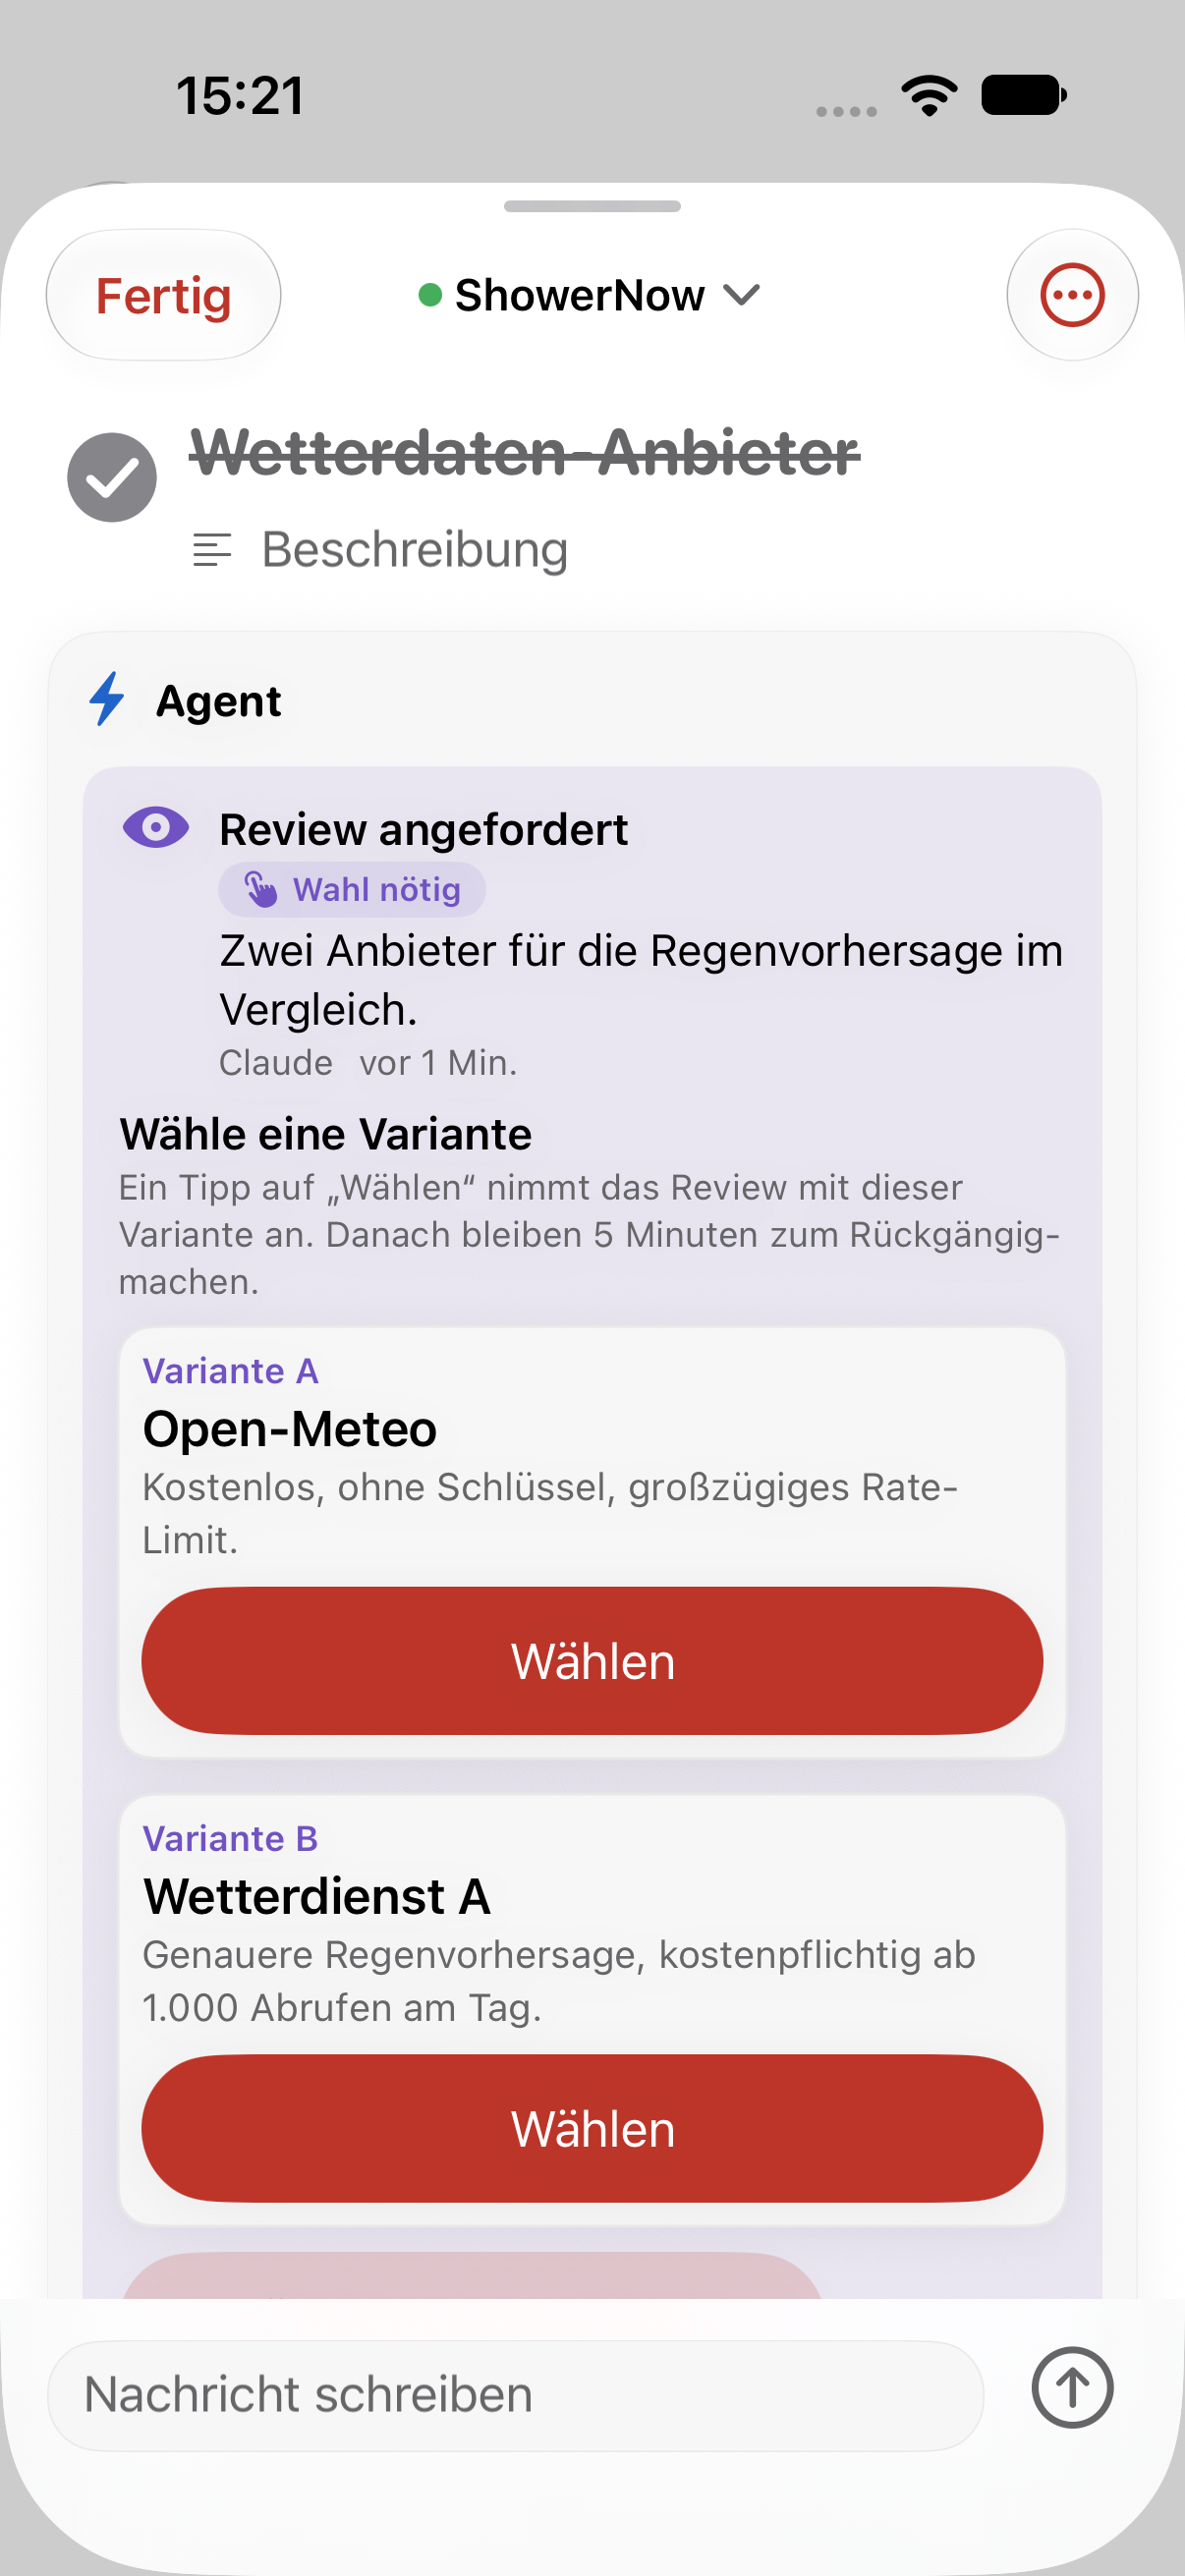 15:21
Fertig
ShowerNow
Wetterdaten-Anbieter
Beschreibung
Agent
Review angefordert
Wahl nötig
Zwei Anbieter für die Regenvorhersage im
Vergleich.
Claude vor 1 Min.
Wähle eine Variante
Ein Tipp auf „Wählen“ nimmt das Review mit dieser
Variante an. Danach bleiben 5 Minuten zum Rückgängig-
machen.
Variante A
Open-Meteo
Kostenlos, ohne Schlüssel, großzügiges Rate-
Limit.
Wählen
Variante B
Wetterdienst A
Genauere Regenvorhersage, kostenpflichtig ab
1.000 Abrufen am Tag.
Wählen
Nachricht schreiben